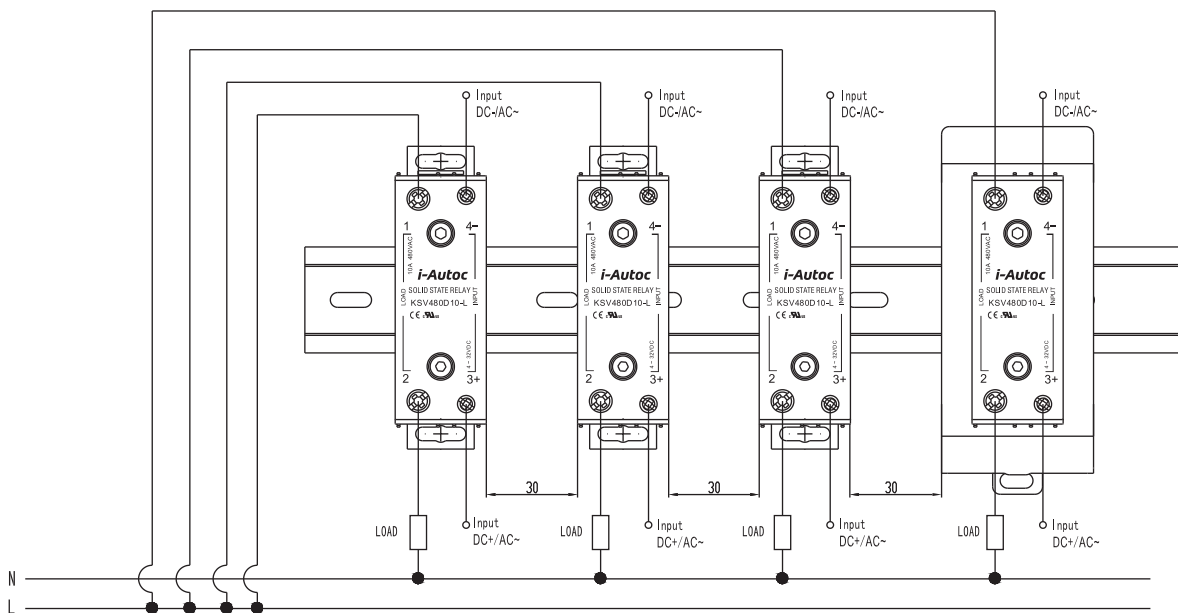 Input
DC-/AC~
Input
DC-/AC~
Input
DC-/AC~
Input
DC-/AC~
1 4-
10A 480VAC
i-Autoc
SOLID STATE RELAY
LOAD INPUT
KSV480D10-L
CE
4-32VDC
2 3+
1 4-
10A 480VAC
i-Autoc
SOLID STATE RELAY
LOAD INPUT
KSV480D10-L
CE
4-32VDC
2 3+
1 4-
10A 480VAC
i-Autoc
SOLID STATE RELAY
LOAD INPUT
KSV480D10-L
CE
4-32VDC
2 3+
1 4-
10A 480VAC
i-Autoc
SOLID STATE RELAY
LOAD INPUT
KSV480D10-L
CE
4-32VDC
2 3+
30
30
30
LOAD
Input
DC+/AC~
LOAD
Input
DC+/AC~
LOAD
Input
DC+/AC~
LOAD
Input
DC+/AC~
N
L